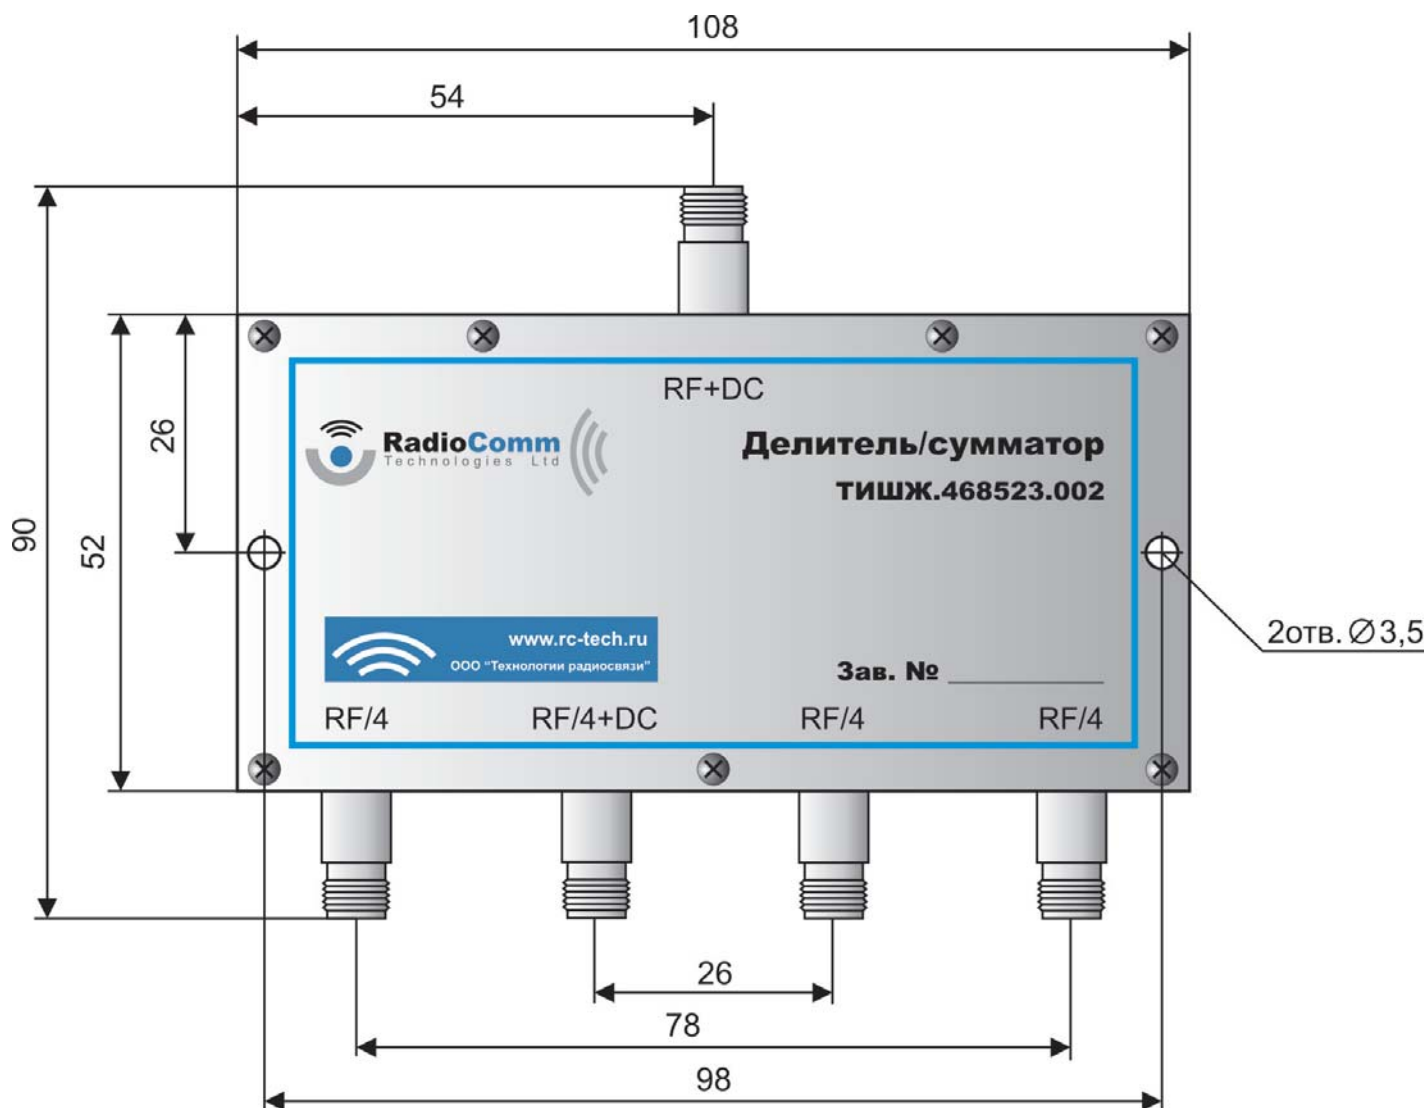 108
54
RF+DC
RadioComm
Technologies Ltd
Делитель/сумматор
ТИШЖ.468523.002
26
90
52
2отв. ∅3,5
www.rc-tech.ru
ООО "Технологии радиосвязи"
Зав. № ___________
RF/4
RF/4+DC
RF/4
RF/4
26
78
98